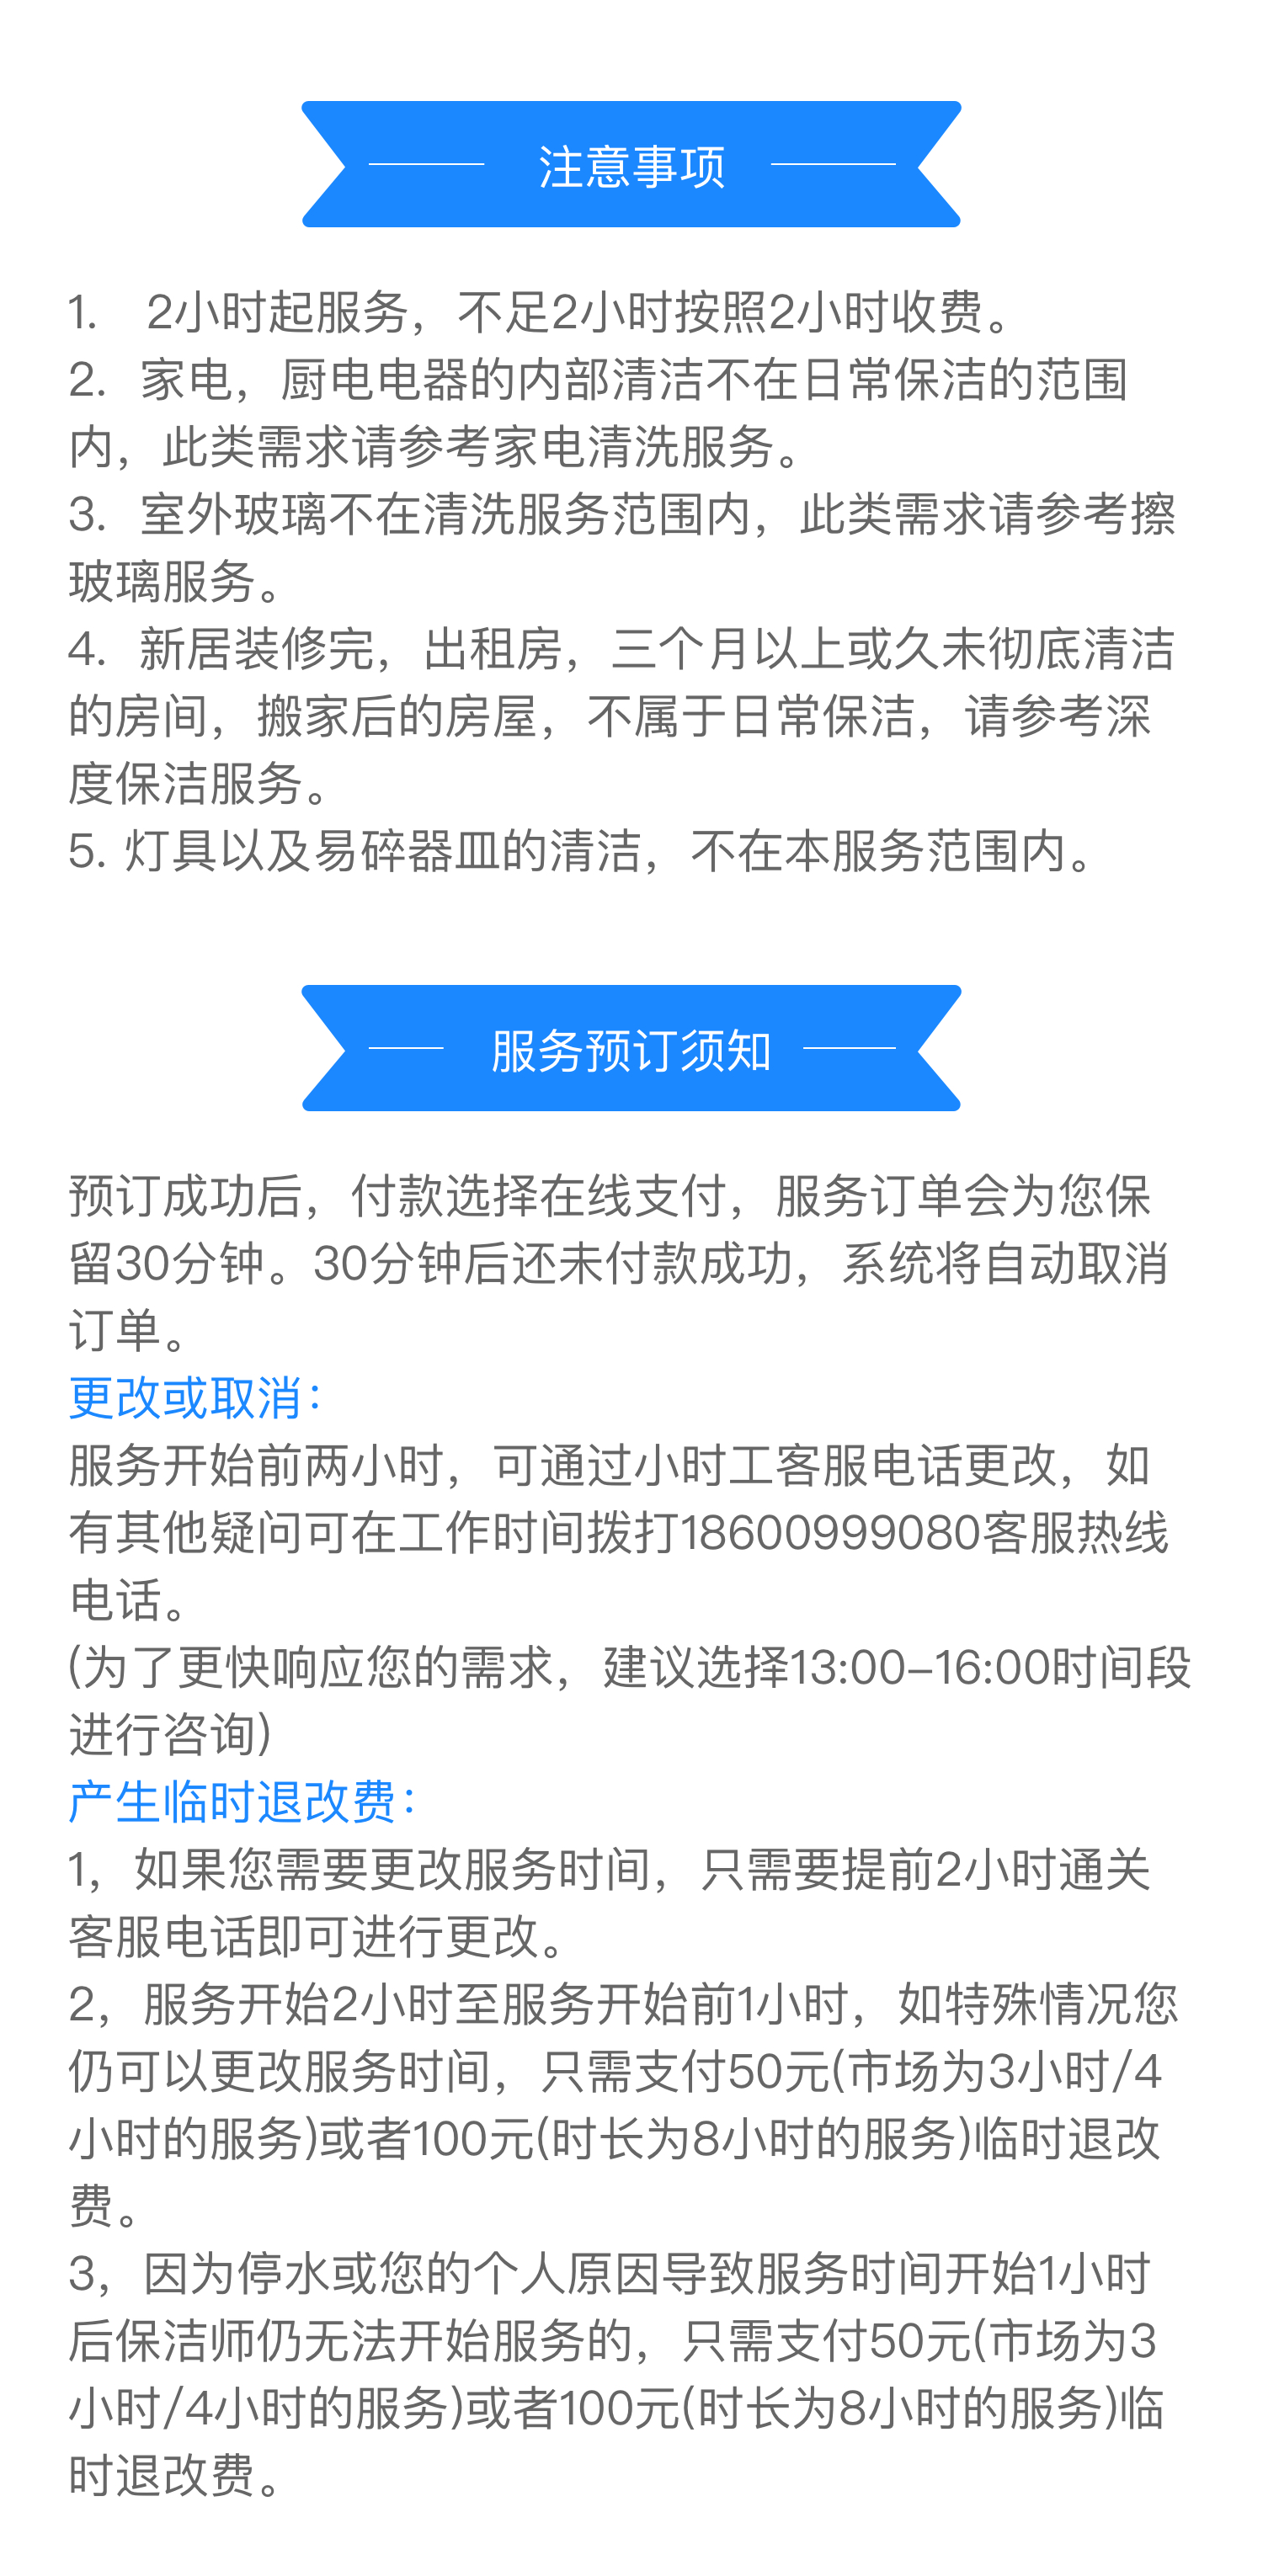 注意事项
1. 2小时起服务，不足2小时按照2小时收费。
2. 家电，厨电电器的内部清洁不在日常保洁的范围
内，此类需求请参考家电清洗服务。
3. 室外玻璃不在清洗服务范围内，此类需求请参考擦
玻璃服务。
4. 新居装修完，出租房，三个月以上或久未彻底清洁
的房间，搬家后的房屋，不属于日常保洁，请参考深
度保洁服务。
5. 灯具以及易碎器皿的清洁，不在本服务范围内。
服务预订须知
预订成功后，付款选择在线支付，服务订单会为您保
留30分钟。30分钟后还未付款成功，系统将自动取消
订单。
更改或取消：
服务开始前两小时，可通过小时工客服电话更改，如
有其他疑问可在工作时间拨打18600999080客服热线
电话。
(为了更快响应您的需求，建议选择13:00-16:00时间段
进行咨询)
产生临时退改费：
1，如果您需要更改服务时间，只需要提前2小时通关
客服电话即可进行更改。
2，服务开始2小时至服务开始前1小时，如特殊情况您
仍可以更改服务时间，只需支付50元(市场为3小时/4
小时的服务)或者100元(时长为8小时的服务)临时退改
费。
3，因为停水或您的个人原因导致服务时间开始1小时
后保洁师仍无法开始服务的，只需支付50元(市场为3
小时/4小时的服务)或者100元(时长为8小时的服务)临
时退改费。